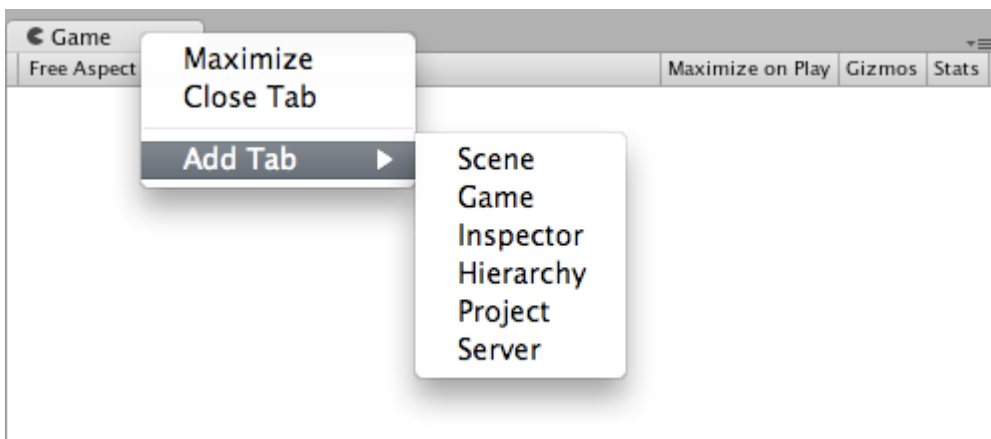 Game
Free Aspect
Maximize on Play Gizmos Stats
Maximize
Close Tab
Add Tab
Scene
Game
Inspector
Hierarchy
Project
Server